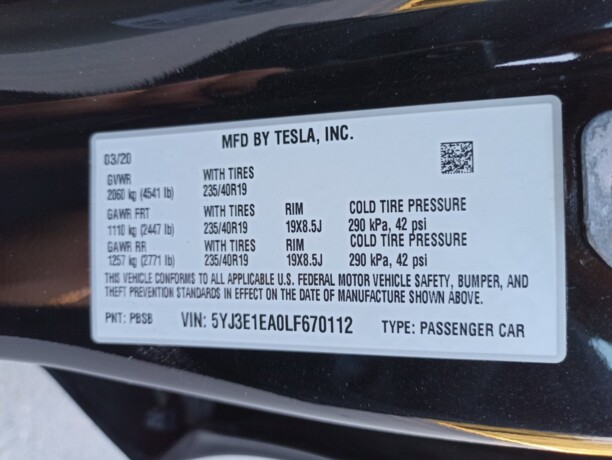 MFD BY TESLA, INC.
03/20
GVWR WITH TIRES
2060 kg (4541 lb) 235/40R19
GAWR FRT WITH TIRES RIM COLD TIRE PRESSURE
1110 kg (2447 lb) 235/40R19 19X8.5J 290 kPa, 42 psi
GAWR RR WITH TIRES RIM COLD TIRE PRESSURE
1257 kg (2771 lb) 235/40R19 19X8.5J 290 kPa, 42 psi
THIS VEHICLE CONFORMS TO ALL APPLICABLE U.S. FEDERAL MOTOR VEHICLE SAFETY, BUMPER, AND
THEFT PREVENTION STANDARDS IN EFFECT ON THE DATE OF MANUFACTURE SHOWN ABOVE.
PNT: PBSB VIN: 5YJ3E1EA0LF670112 TYPE: PASSENGER CAR